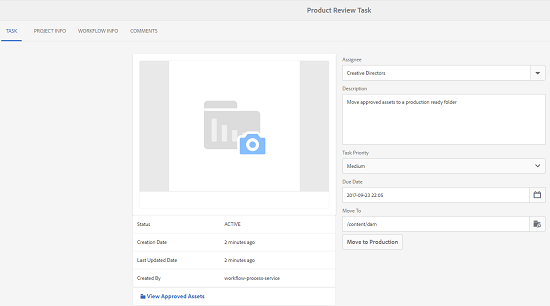 Product Review Task
TASK PROJECT INFO WORKFLOW INFO COMMENTS
Assignee
Creative Directors
Description
Move approved assets to a production ready folder
Task Priority
Medium
Due Date
2017-09-23 22:05
Move To
/content/dam
Move to Production
Status ACTIVE
Creation Date 2 minutes ago
Last Updated Date 2 minutes ago
Created By workflow-process-service
View Approved Assets